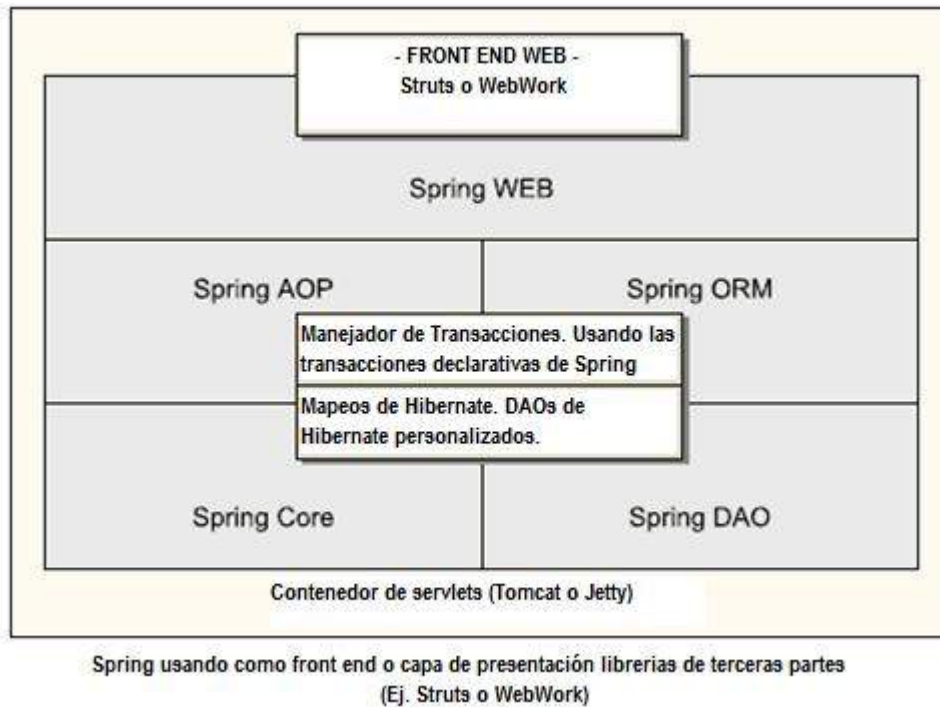 - FRONT END WEB -
Struts o WebWork
Spring WEB
Spring AOP
Spring ORM
Manejador de Transacciones. Usando las
transacciones declarativas de Spring
Mapeos de Hibernate. DAOs de
Hibernate personalizados.
Spring Core
Spring DAO
Contenedor de servlets (Tomcat o Jetty)
Spring usando como front end o capa de presentación librerias de terceras partes
(Ej. Struts o WebWork)